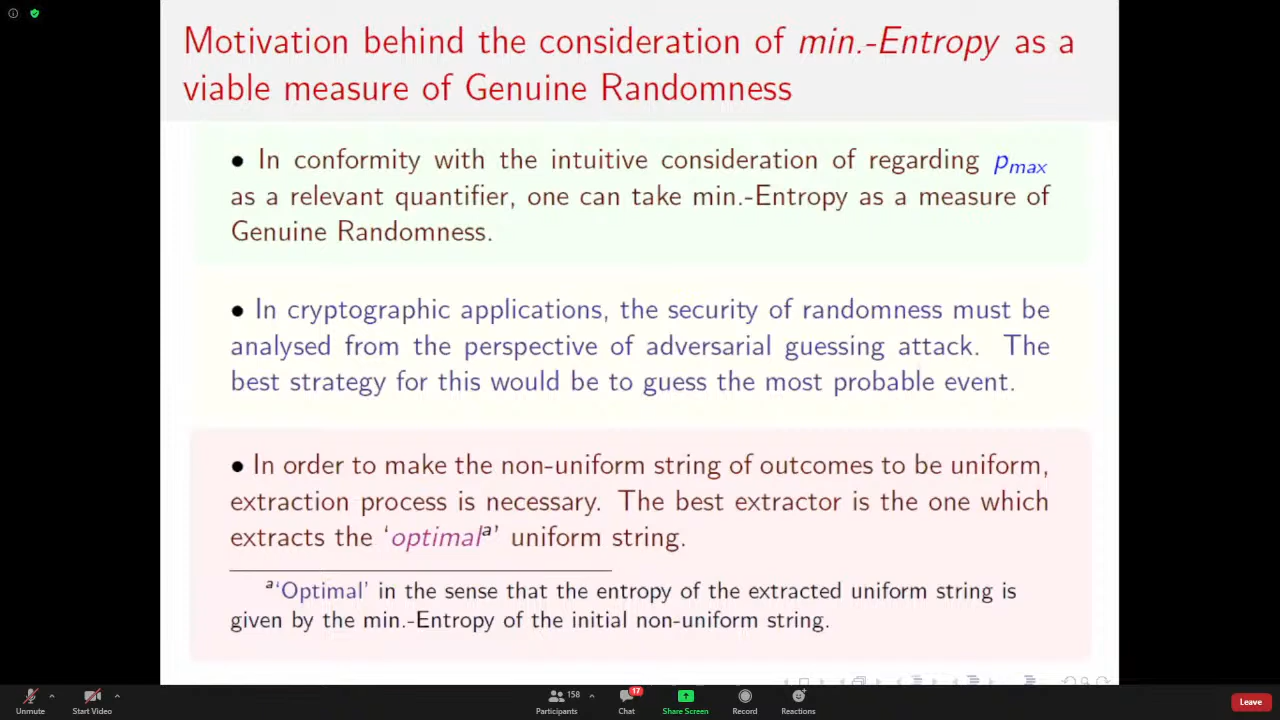 Motivation behind the consideration of min.-Entropy as a
viable measure of Genuine Randomness
• In conformity with the intuitive consideration of regarding pmax
as a relevant quantifier, one can take min.-Entropy as a measure of
Genuine Randomness.
• In cryptographic applications, the security of randomness must be
analysed from the perspective of adversarial guessing attack. The
best strategy for this would be to guess the most probable event.
• In order to make the non-uniform string of outcomes to be uniform,
extraction process is necessary. The best extractor is the one which
extracts the ‘optimalᵃ’ uniform string.
ᵃ‘Optimal’ in the sense that the entropy of the extracted uniform string is
given by the min.-Entropy of the initial non-uniform string.
Unmute
Start Video
158
Participants
17
Chat
Share Screen
Record
Reactions
Leave